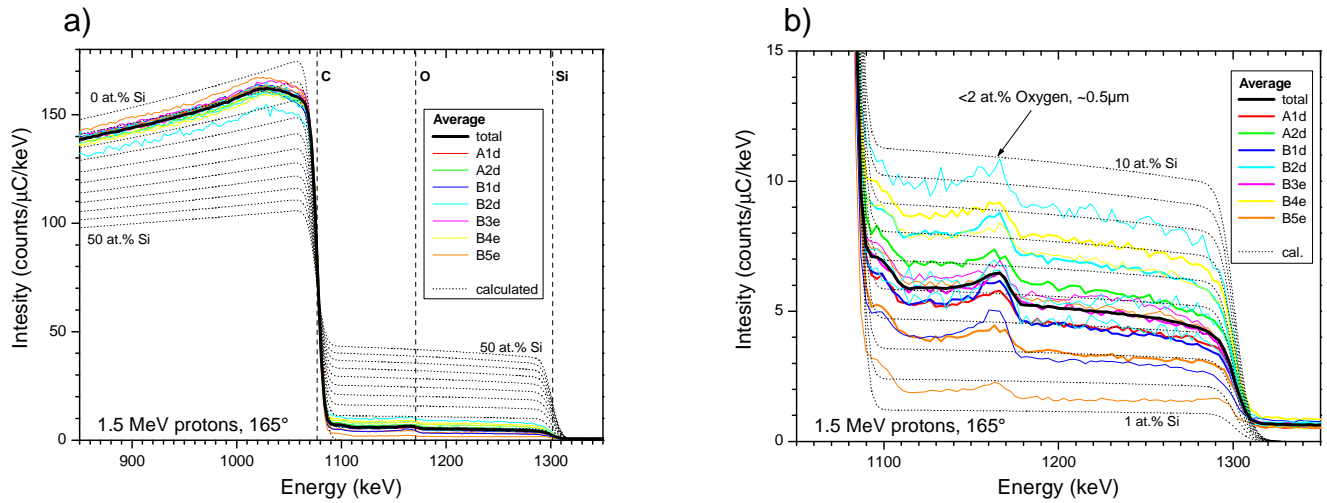 a)
C
O
Si
0 at.% Si
50 at.% Si
50 at.% Si
Average
total
A1d
A2d
B1d
B2d
B3e
B4e
B5e
calculated
1.5 MeV protons, 165º
0
50
100
150
900
1000
1100
1200
1300
Energy (keV)
Intesity (counts/µC/keV)
b)
<2 at.% Oxygen, ~0.5µm
10 at.% Si
1 at.% Si
Average
total
A1d
A2d
B1d
B2d
B3e
B4e
B5e
cal.
1.5 MeV protons, 165º
0
5
10
15
1100
1200
1300
Energy (keV)
Intesity (counts/µC/keV)